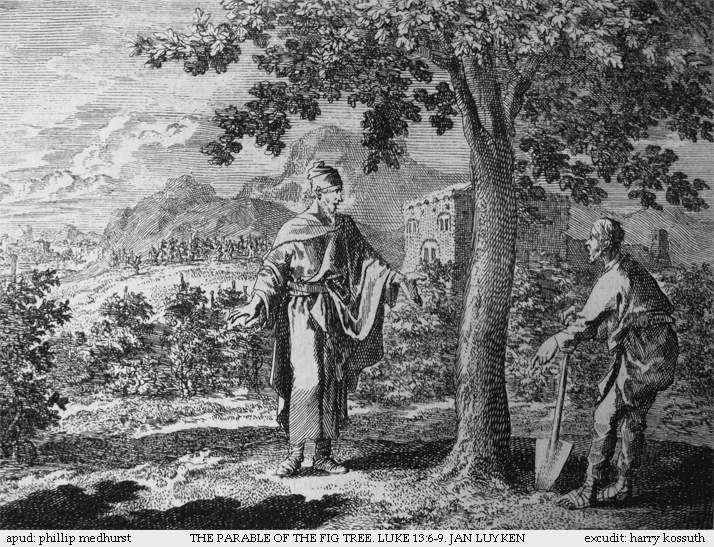 apud: phillip medhurst THE PARABLE OF THE FIG TREE. LUKE 13:6-9. JAN LUYKEN excudit: harry kossuth